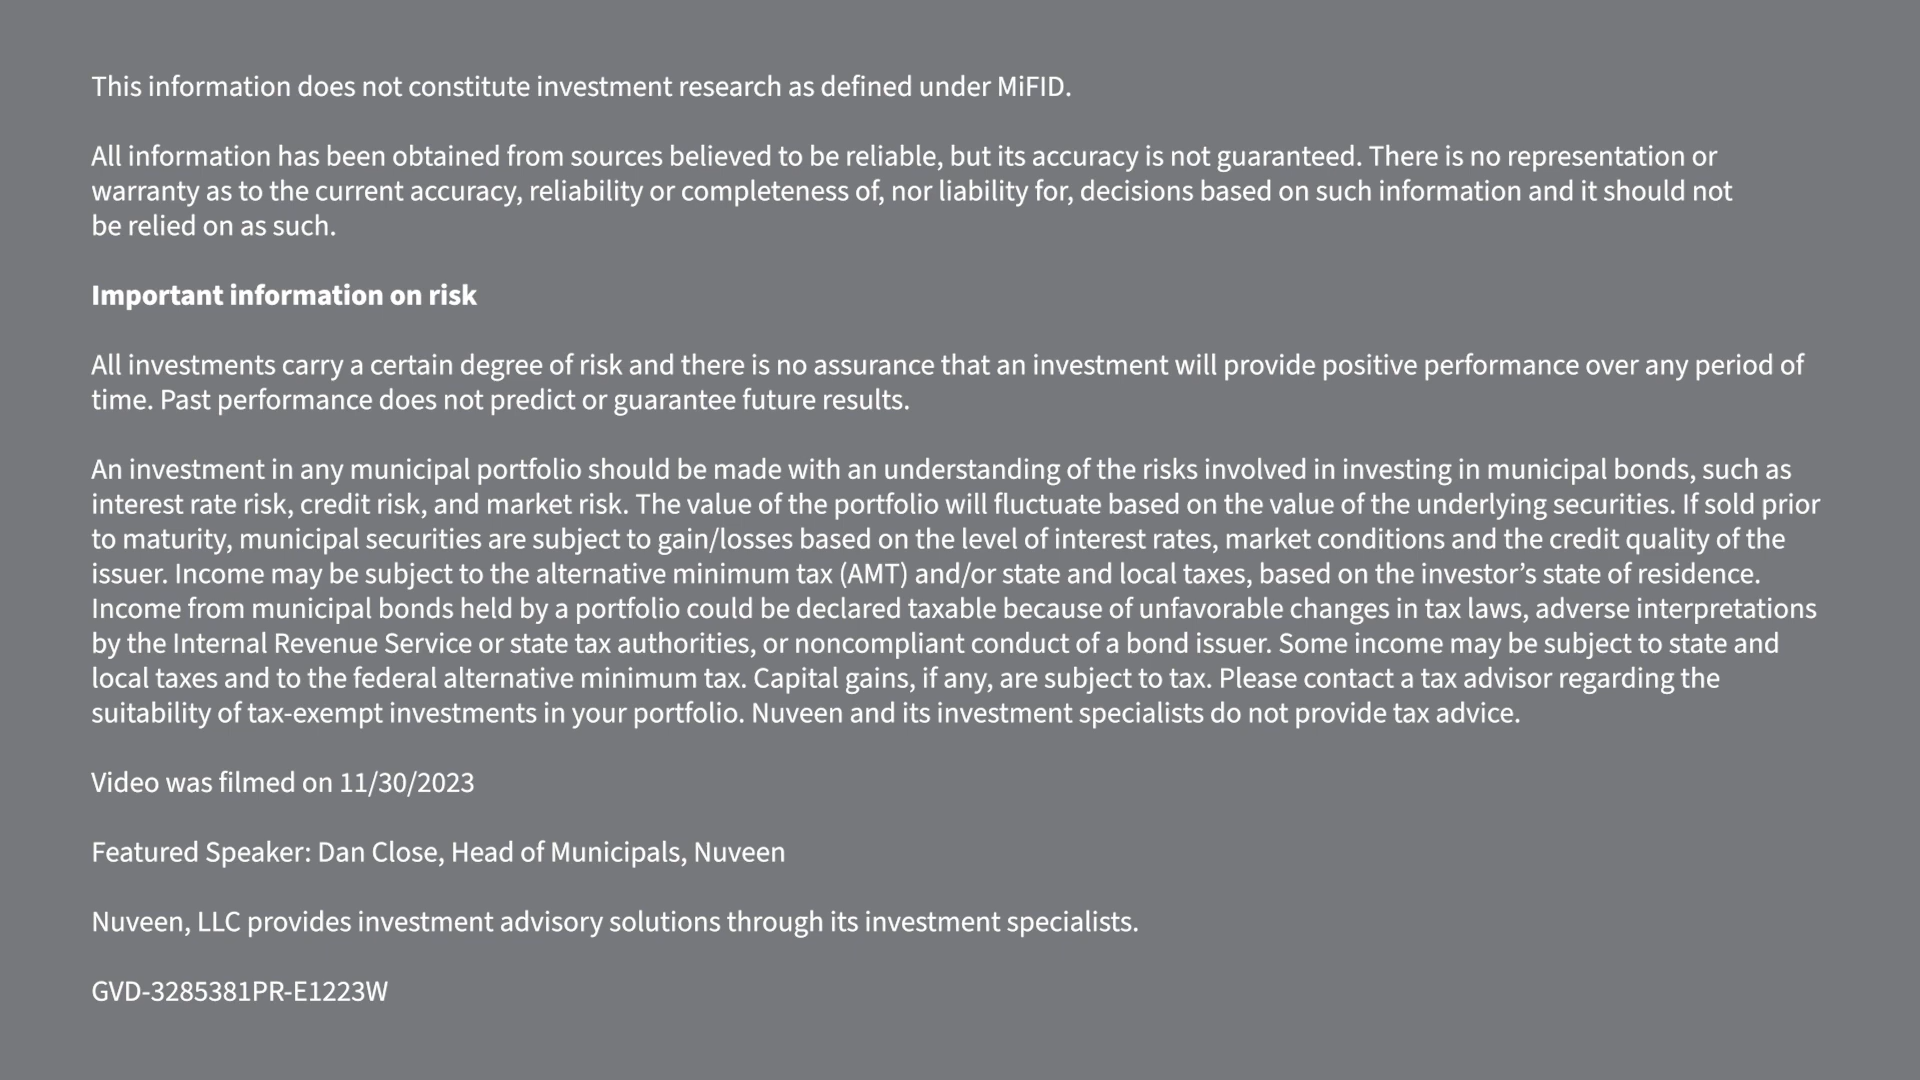 This information does not constitute investment research as defined under MiFID.
All information has been obtained from sources believed to be reliable, but its accuracy is not guaranteed. There is no representation or
warranty as to the current accuracy, reliability or completeness of, nor liability for, decisions based on such information and it should not
be relied on as such.
Important information on risk
All investments carry a certain degree of risk and there is no assurance that an investment will provide positive performance over any period of
time. Past performance does not predict or guarantee future results.
An investment in any municipal portfolio should be made with an understanding of the risks involved in investing in municipal bonds, such as
interest rate risk, credit risk, and market risk. The value of the portfolio will fluctuate based on the value of the underlying securities. If sold prior
to maturity, municipal securities are subject to gain/losses based on the level of interest rates, market conditions and the credit quality of the
issuer. Income may be subject to the alternative minimum tax (AMT) and/or state and local taxes, based on the investor’s state of residence.
Income from municipal bonds held by a portfolio could be declared taxable because of unfavorable changes in tax laws, adverse interpretations
by the Internal Revenue Service or state tax authorities, or noncompliant conduct of a bond issuer. Some income may be subject to state and
local taxes and to the federal alternative minimum tax. Capital gains, if any, are subject to tax. Please contact a tax advisor regarding the
suitability of tax-exempt investments in your portfolio. Nuveen and its investment specialists do not provide tax advice.
Video was filmed on 11/30/2023
Featured Speaker: Dan Close, Head of Municipals, Nuveen
Nuveen, LLC provides investment advisory solutions through its investment specialists.
GVD-3285381PR-E1223W